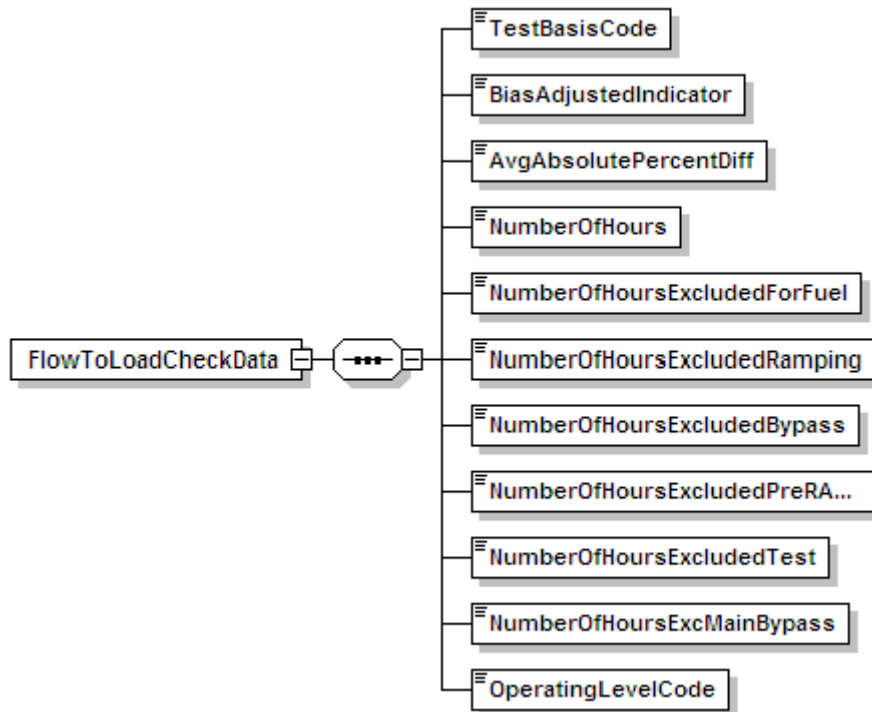 TestBasisCode
BiasAdjustedIndicator
AvgAbsolutePercentDiff
NumberOfHours
NumberOfHoursExcludedForFuel
FlowToLoadCheckData
NumberOfHoursExcludedRamping
NumberOfHoursExcludedBypass
NumberOfHoursExcludedPreRA...
NumberOfHoursExcludedTest
NumberOfHoursExcMainBypass
OperatingLevelCode